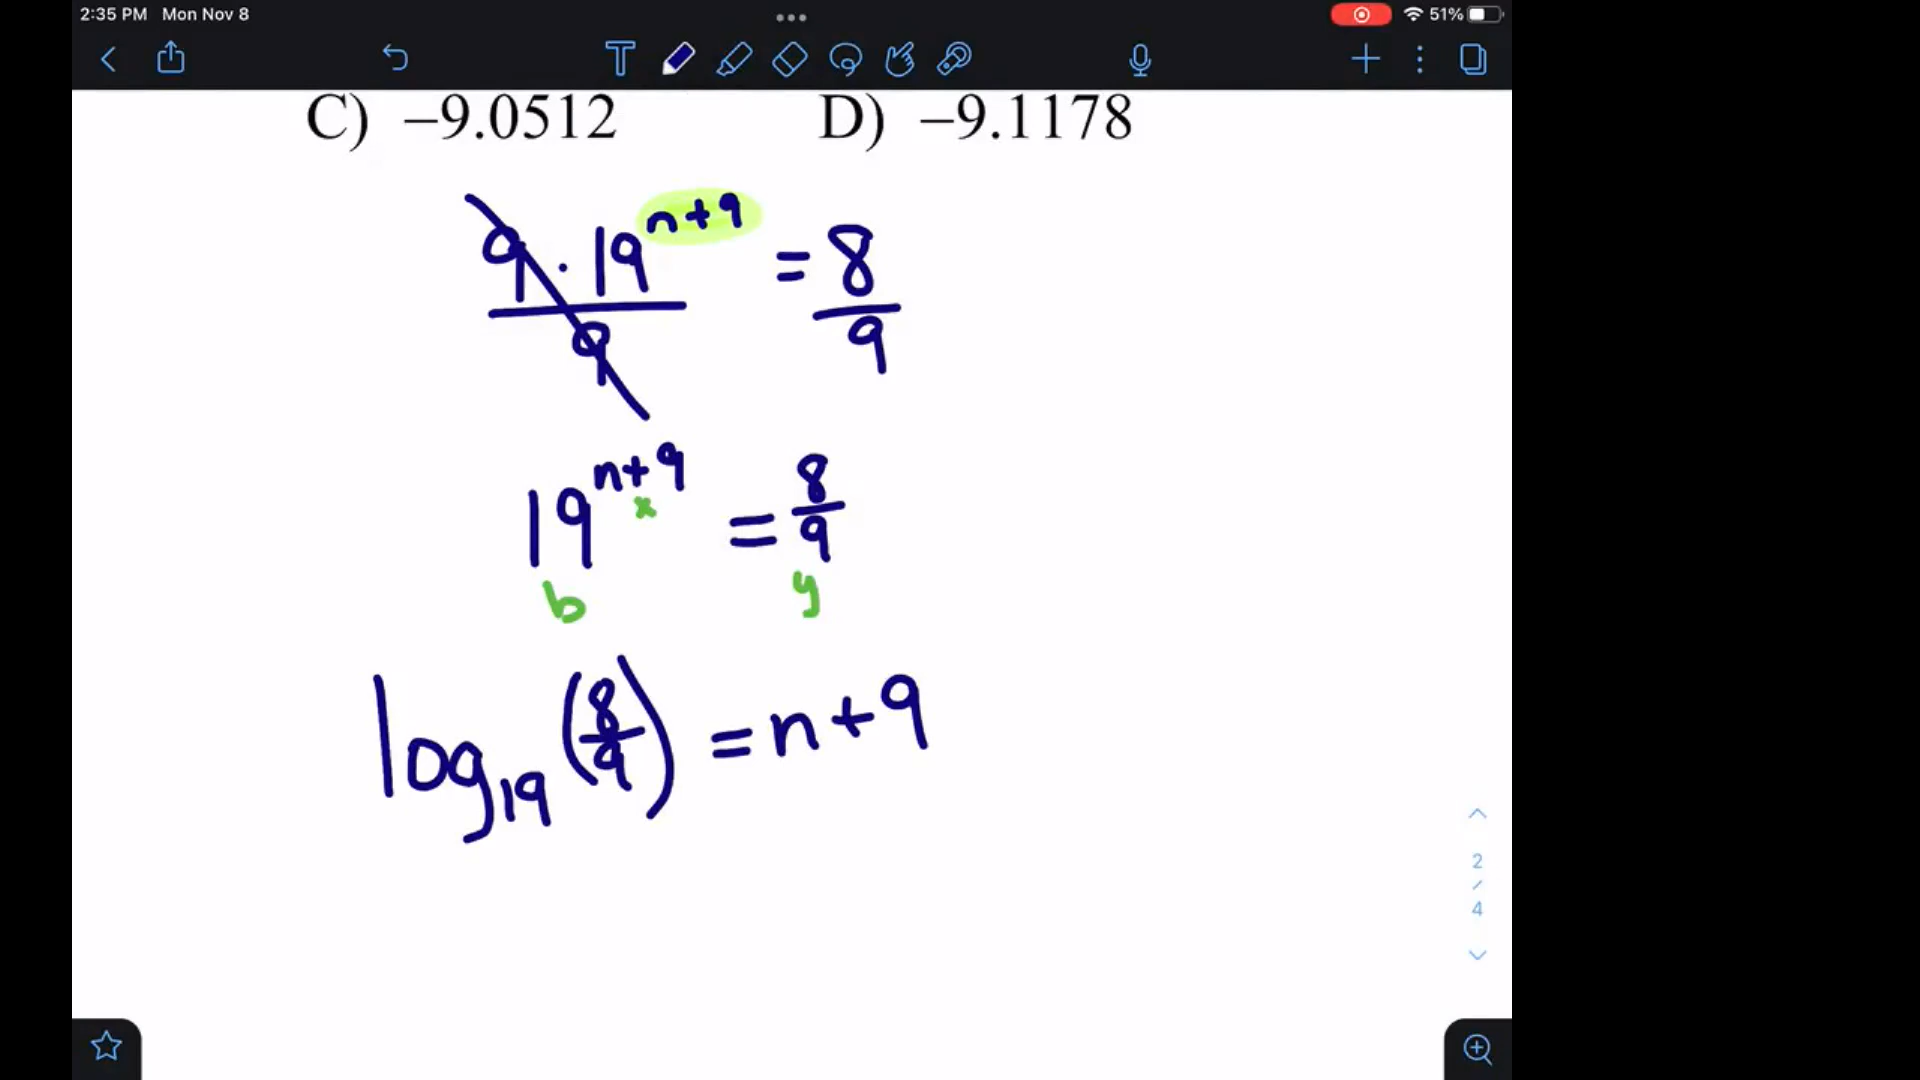 2:35 PM Mon Nov 8
51%
T
C) −9.0512 D) −9.1178
9 · 19^(n+9) = 8
9 9
19^(n+9) = 8/9
x
b y
log₁₉(8/9) = n+9
2
/
4